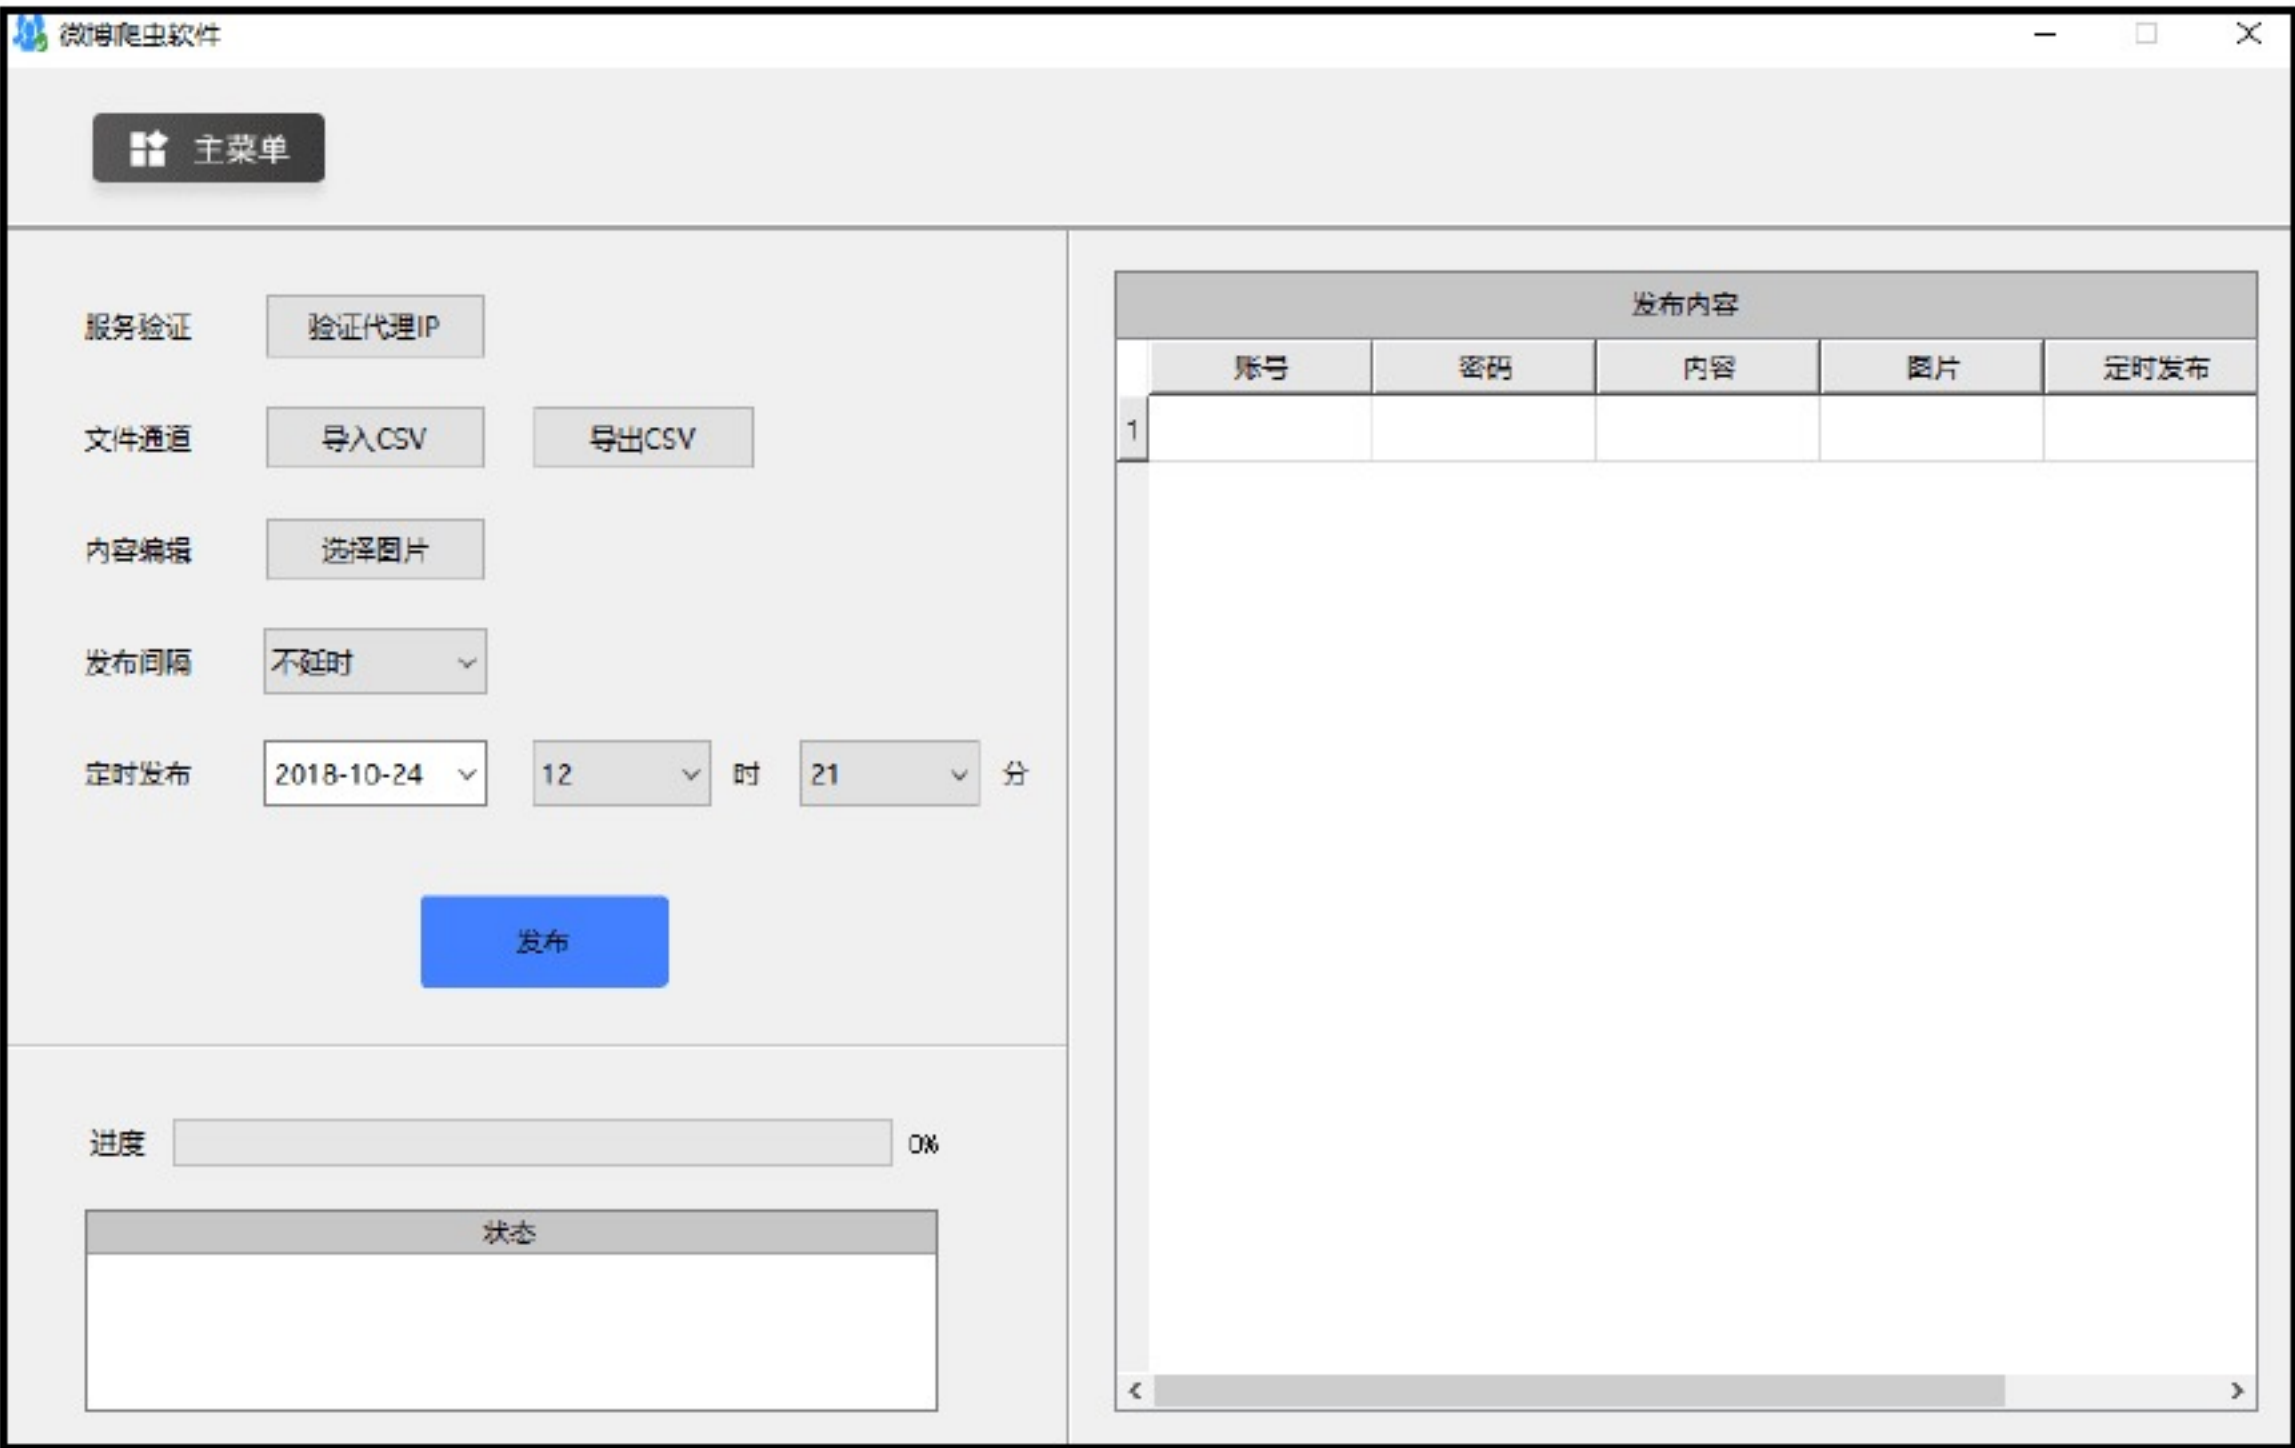 微博爬虫软件
主菜单
服务验证 验证代理IP
文件通道 导入CSV 导出CSV
内容编辑 选择图片
发布间隔 不延时
定时发布 2018-10-24 12 时 21 分
发布
进度 0%
状态
发布内容
账号 密码 内容 图片 定时发布
1